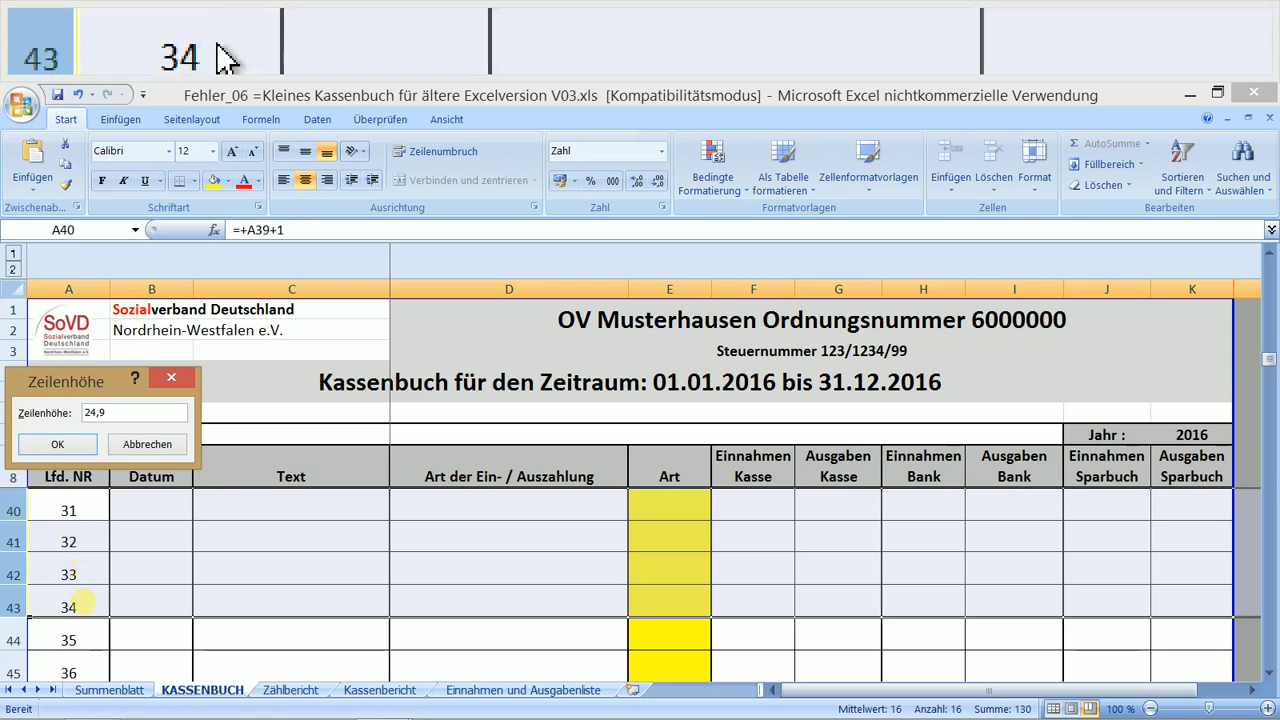 43 34
Fehler_06 =Kleines Kassenbuch für ältere Excelversion V03.xls [Kompatibilitätsmodus] - Microsoft Excel nichtkommerzielle Verwendung
Start Einfügen Seitenlayout Formeln Daten Überprüfen Ansicht
Calibri 12 Zeilenumbruch Zahl AutoSumme
Füllbereich
Einfügen F K U Verbinden und zentrieren % 000 Bedingte Formatierung Als Tabelle formatieren Zellenformatvorlagen Einfügen Löschen Format Löschen Sortieren und Filtern Suchen und Auswählen
Zwischenab... Schriftart Ausrichtung Zahl Formatvorlagen Zellen Bearbeiten
A40 fx =+A39+1
1
2
A B C D E F G H I J K
1 Sozialverband Deutschland
2 Nordrhein-Westfalen e.V.
SoVD
Sozialverband
Deutschland
OV Musterhausen Ordnungsnummer 6000000
3 Steuernummer 123/1234/99
Kassenbuch für den Zeitraum: 01.01.2016 bis 31.12.2016
Zeilenhöhe ?
Zeilenhöhe: 24,9
OK Abbrechen
Jahr : 2016
Einnahmen Ausgaben Einnahmen Ausgaben Einnahmen Ausgaben
8 Lfd. NR Datum Text Art der Ein- / Auszahlung Art Kasse Kasse Bank Bank Sparbuch Sparbuch
40 31
41 32
42 33
43 34
44 35
45 36
Summenblatt KASSENBUCH Zählbericht Kassenbericht Einnahmen und Ausgabenliste
Bereit Mittelwert: 16 Anzahl: 16 Summe: 130 100 %